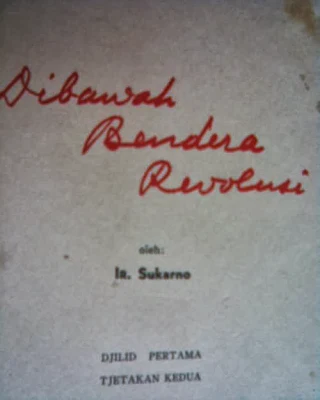 Dibawah
Bendera
Revolusi
oleh:
IR. Sukarno
DJILID PERTAMA
TJETAKAN KEDUA